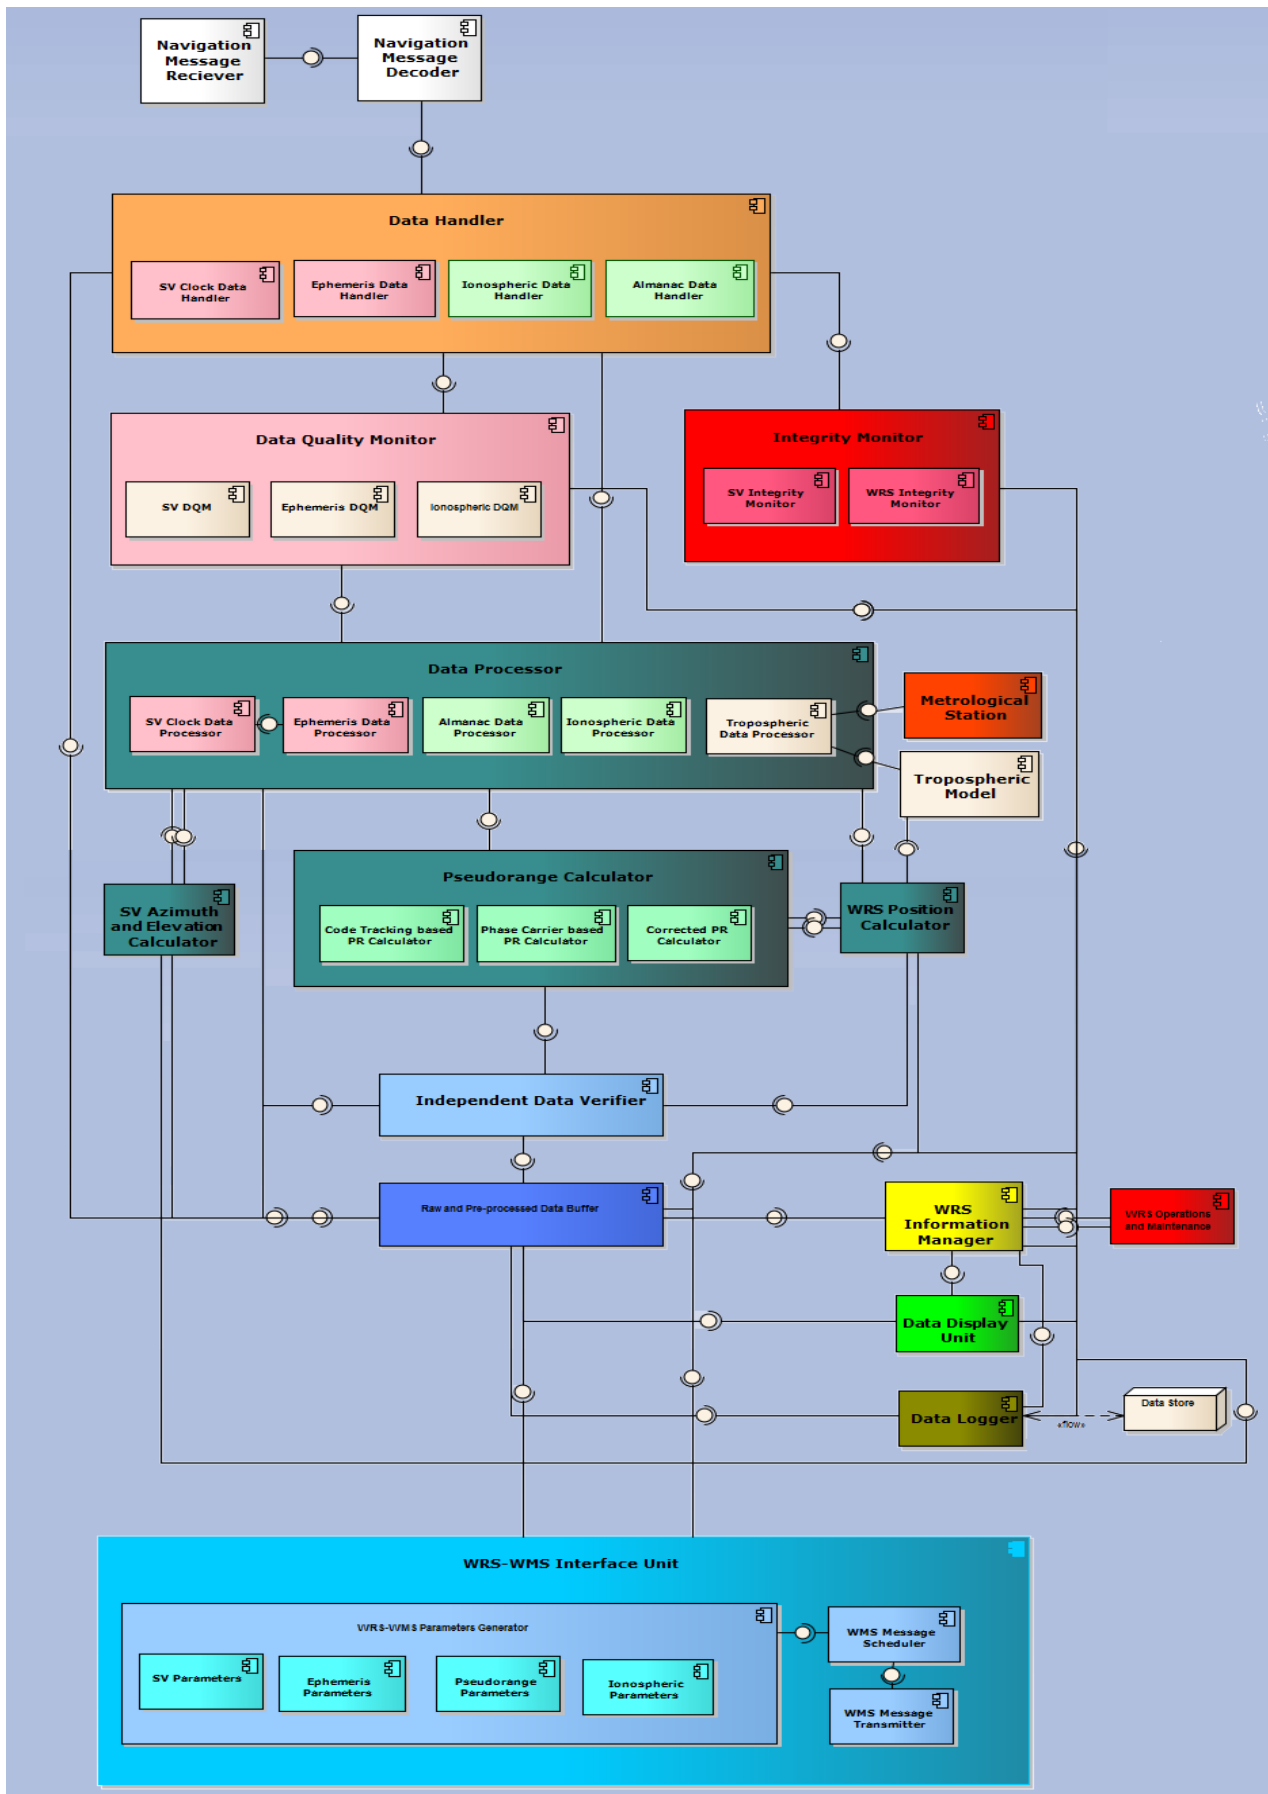 Navigation
Message
Reciever
Navigation
Message
Decoder
Data Handler
SV Clock Data
Handler
Ephemeris Data
Handler
Ionospheric Data
Handler
Almanac Data
Handler
Data Quality Monitor
SV DQM
Ephemeris DQM
Ionospheric DQM
Integrity Monitor
SV Integrity
Monitor
WRS Integrity
Monitor
Data Processor
SV Clock Data
Processor
Ephemeris Data
Processor
Almanac Data
Processor
Ionospheric Data
Processor
Tropospheric
Data Processor
Metrological
Station
Tropospheric
Model
SV Azimuth
and Elevation
Calculator
Pseudorange Calculator
Code Tracking based
PR Calculator
Phase Carrier based
PR Calculator
Corrected PR
Calculator
WRS Position
Calculator
Independent Data Verifier
Raw and Pre-processed Data Buffer
WRS
Information
Manager
WRS Operations
and Maintenance
Data Display
Unit
Data Logger
«flow»
Data Store
WRS-WMS Interface Unit
WRS-WMS Parameters Generator
SV Parameters
Ephemeris
Parameters
Pseudorange
Parameters
Ionospheric
Parameters
WMS Message
Scheduler
WMS Message
Transmitter